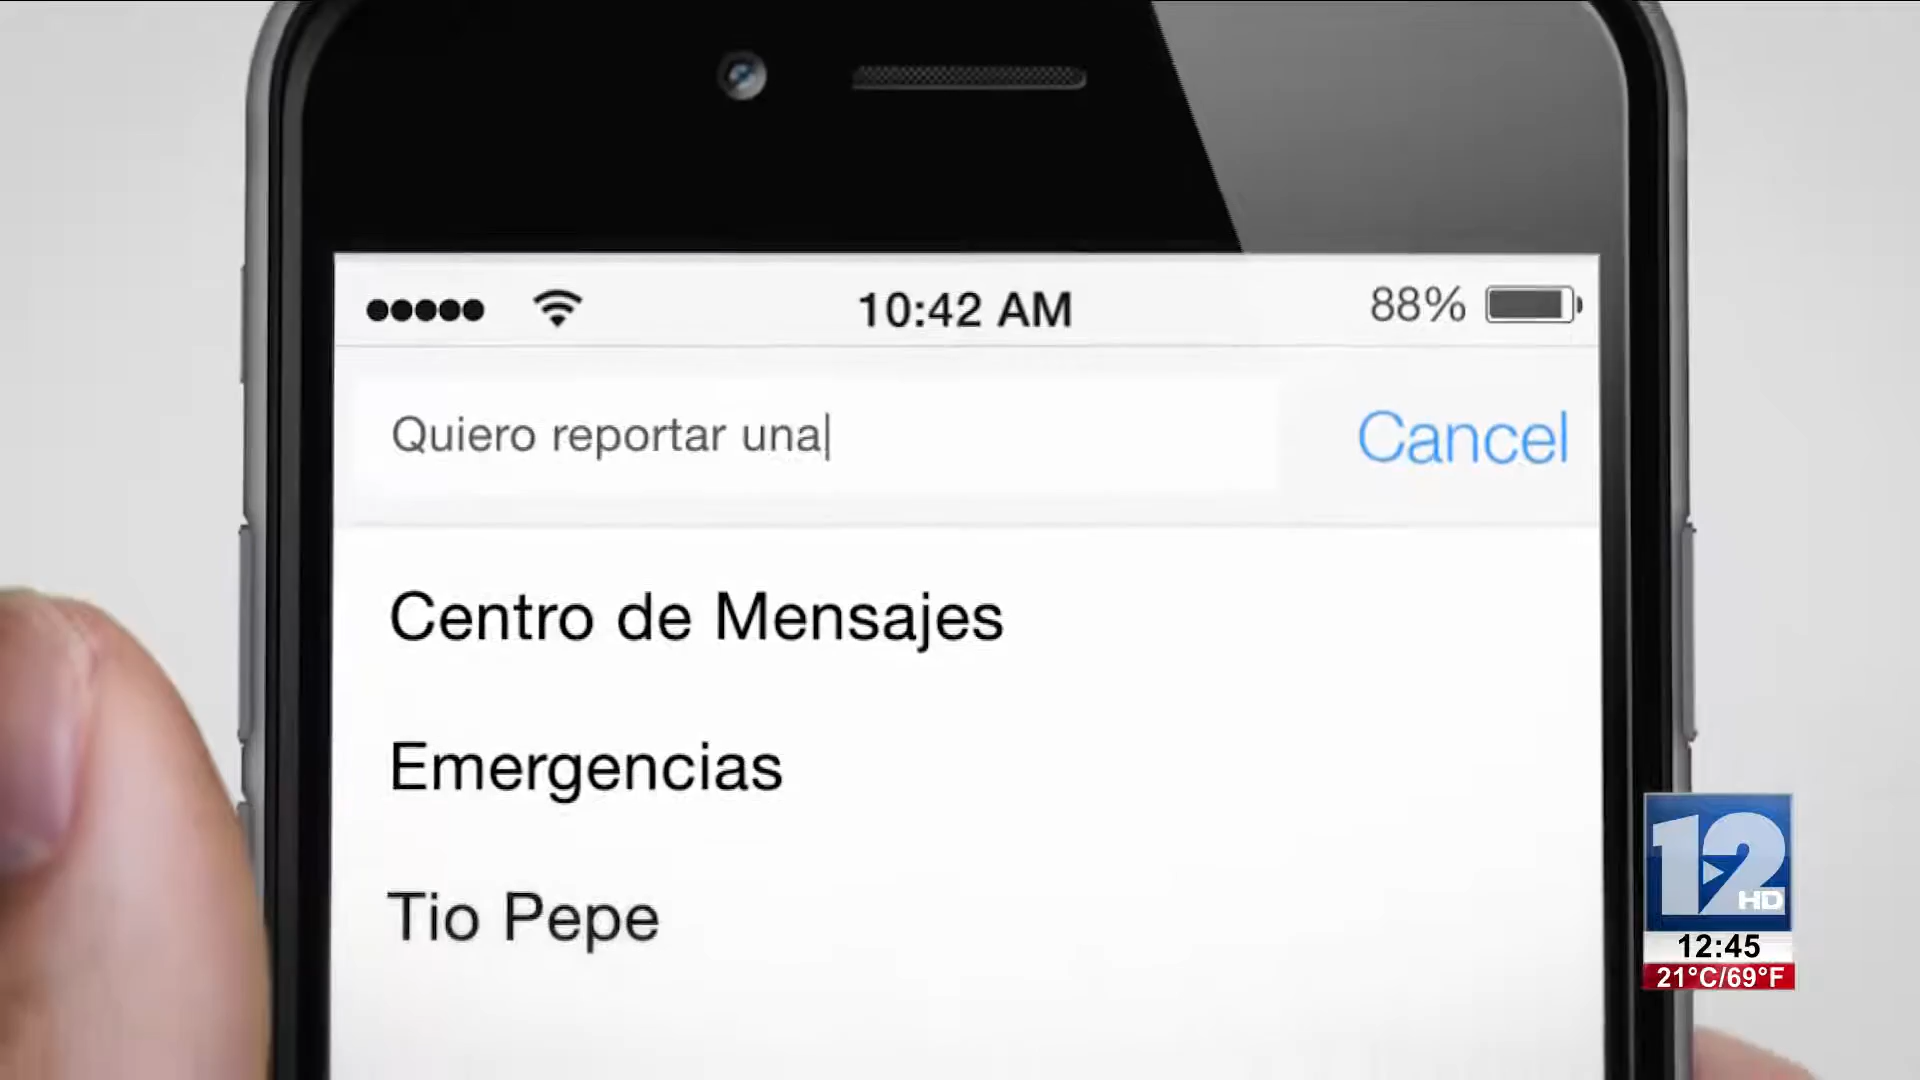 10:42 AM
88%
Quiero reportar una
Cancel
Centro de Mensajes
Emergencias
Tio Pepe
12
HD
12:45
21°C/69°F